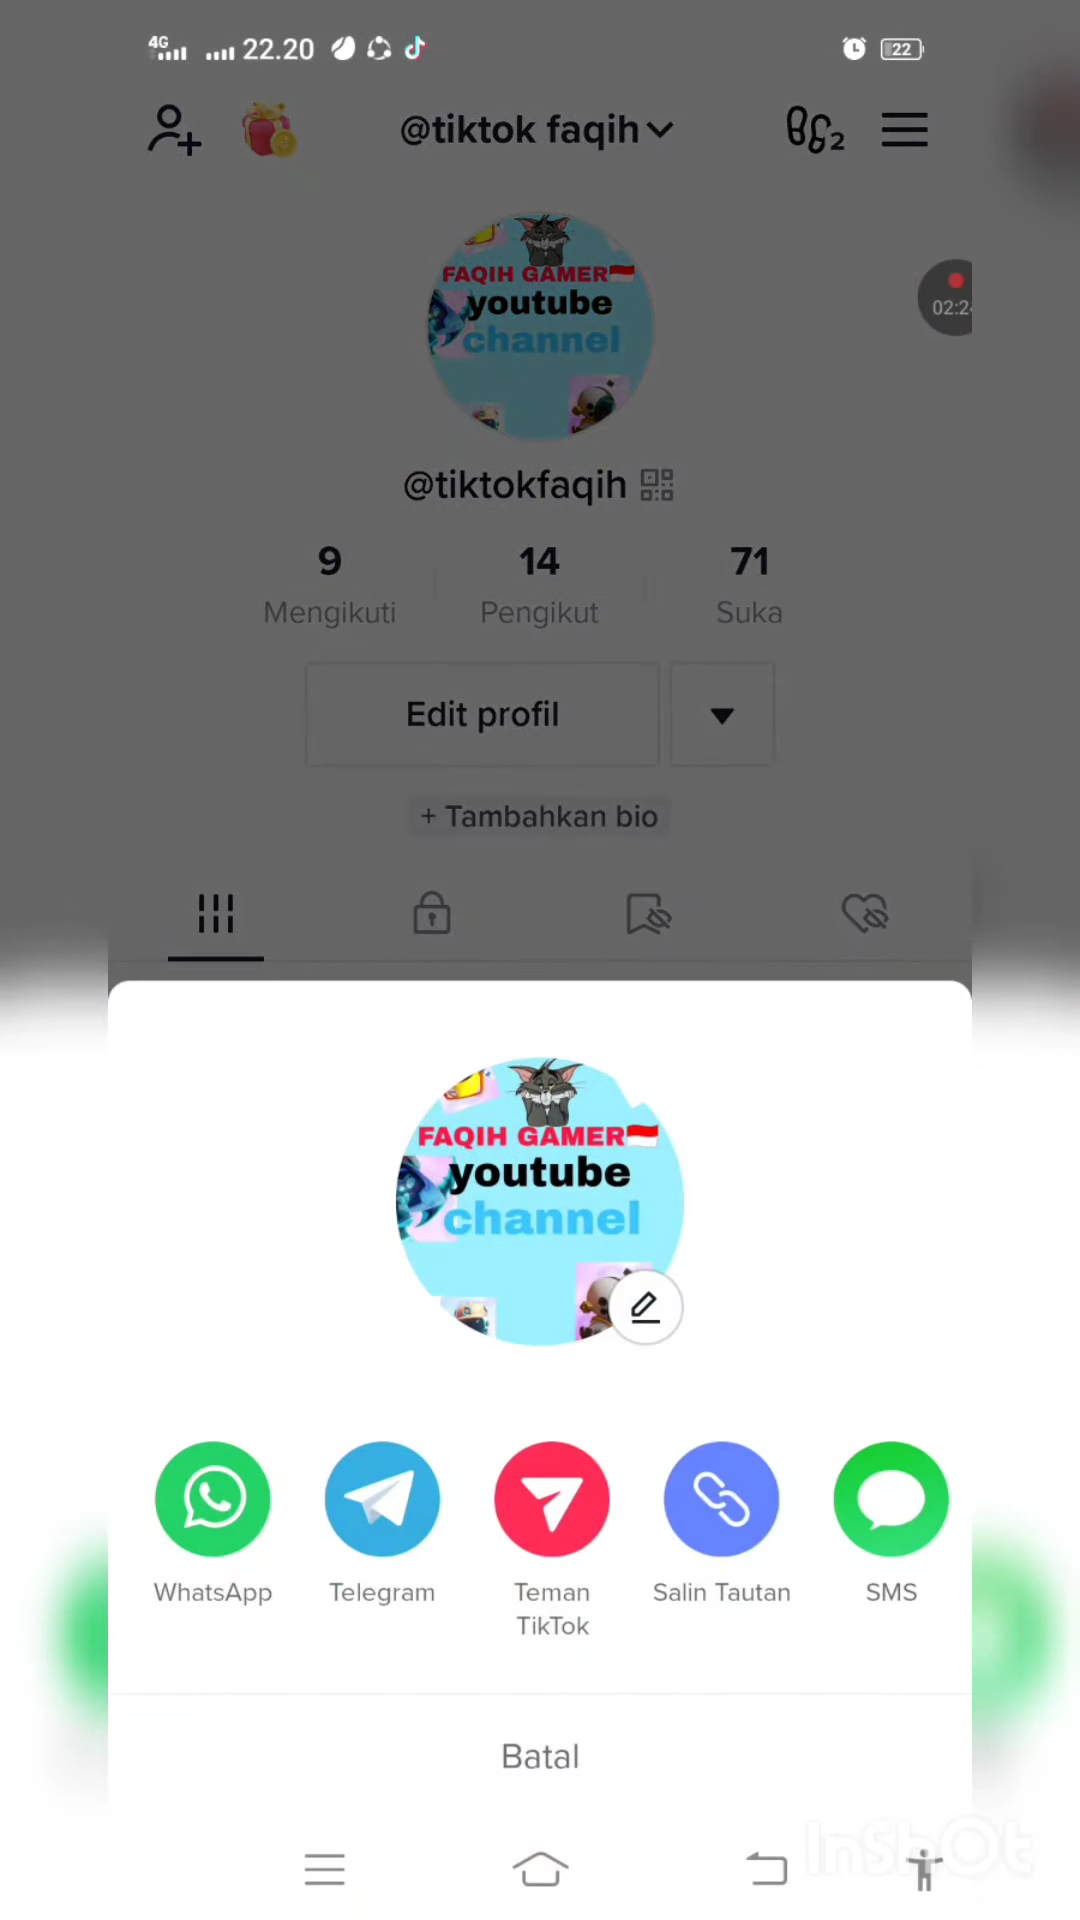 4G 22.20 22
@tiktok faqih 2
FAQIH GAMER
youtube
channel
02:2
@tiktokfaqih
9 14 71
Mengikuti Pengikut Suka
Edit profil
+ Tambahkan bio
FAQIH GAMER
youtube
channel
WhatsApp Telegram Teman TikTok Salin Tautan SMS
Batal
InShOt